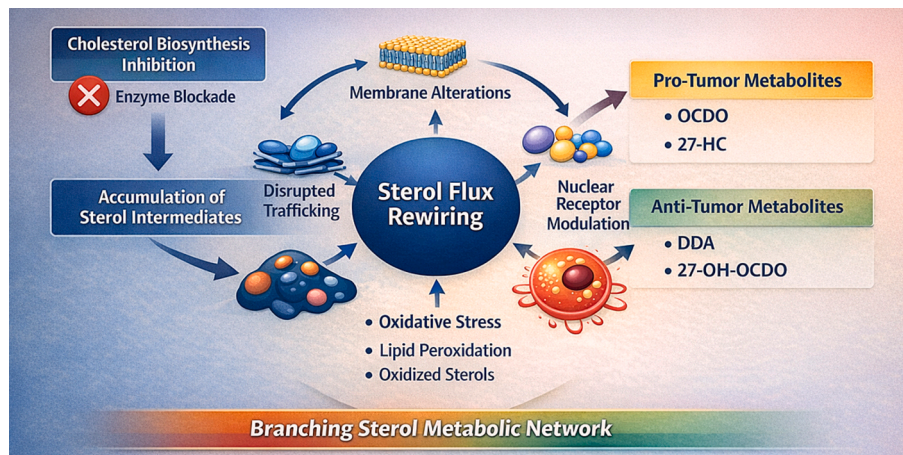 Cholesterol Biosynthesis
Inhibition
Enzyme Blockade
Accumulation of
Sterol Intermediates
Membrane Alterations
Disrupted
Trafficking
Sterol Flux
Rewiring
Nuclear
Receptor
Modulation
Pro-Tumor Metabolites
• OCDO
• 27-HC
Anti-Tumor Metabolites
• DDA
• 27-OH-OCDO
• Oxidative Stress
• Lipid Peroxidation
• Oxidized Sterols
Branching Sterol Metabolic Network